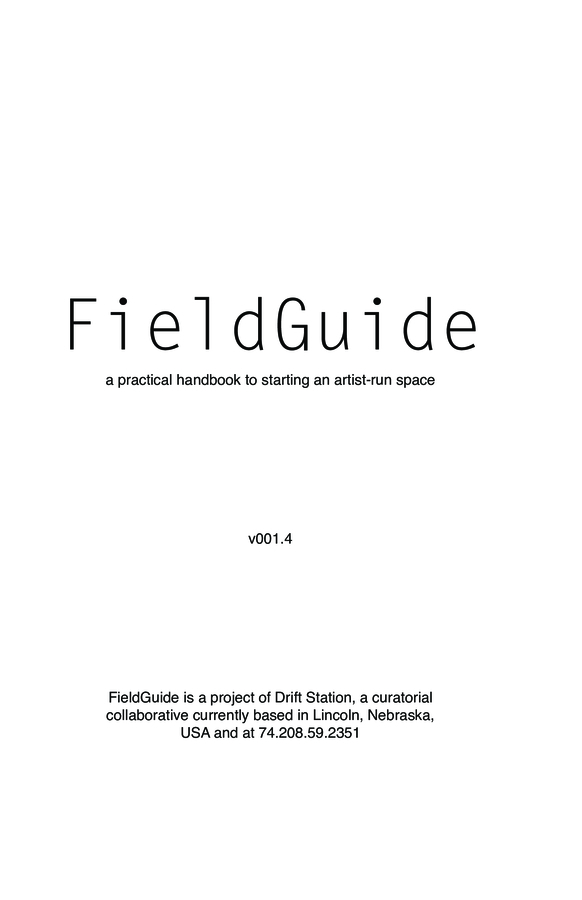 FieldGuide
a practical handbook to starting an artist-run space
v001.4
FieldGuide is a project of Drift Station, a curatorial
collaborative currently based in Lincoln, Nebraska,
USA and at 74.208.59.2351